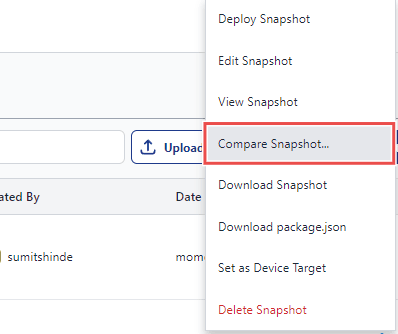 Deploy Snapshot
Edit Snapshot
View Snapshot
Upload
Compare Snapshot...
Download Snapshot
ated By
Date
Download package.json
sumitshinde
mom
Set as Device Target
Delete Snapshot